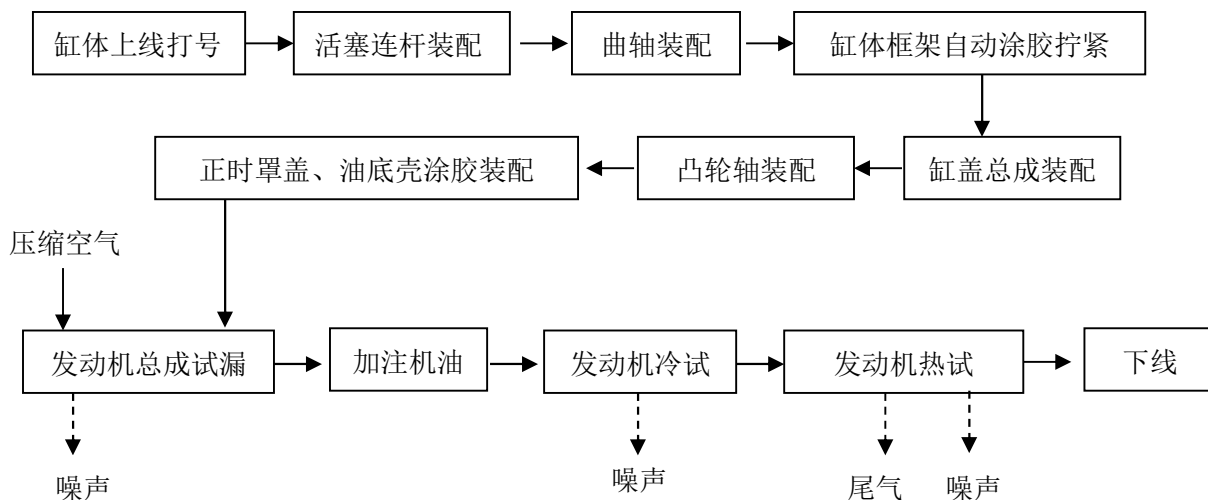 缸体上线打号
活塞连杆装配
曲轴装配
缸体框架自动涂胶拧紧
正时罩盖、油底壳涂胶装配
凸轮轴装配
缸盖总成装配
压缩空气
发动机总成试漏
加注机油
发动机冷试
发动机热试
下线
噪声
噪声
尾气
噪声